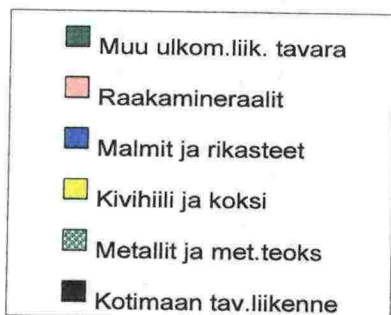 Muu ulkom.liik. tavara
Raakamineraalit
Malmit ja rikasteet
Kivihiili ja koksi
Metallit ja met.teoks
Kotimaan tav.liikenne